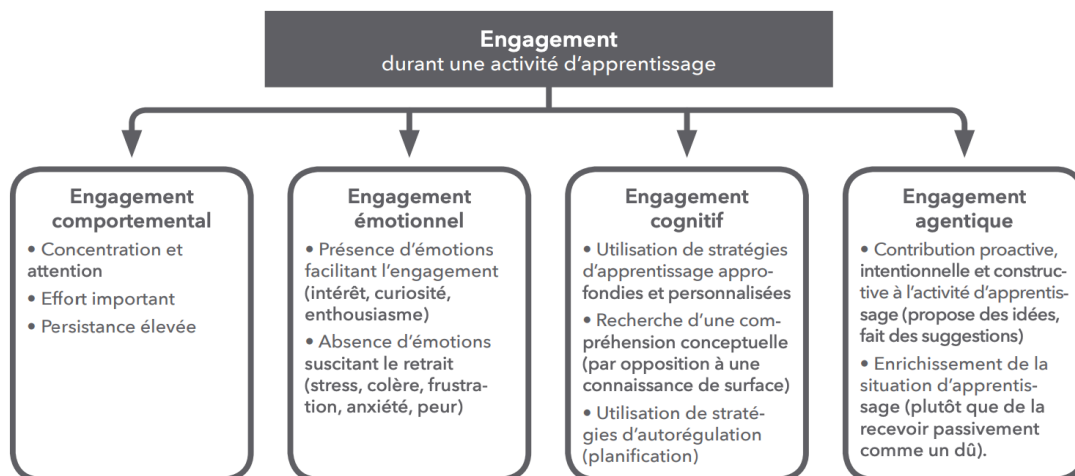 Engagement
durant une activité d’apprentissage
Engagement
comportemental
• Concentration et
attention
• Effort important
• Persistance élevée
Engagement
émotionnel
• Présence d’émotions
facilitant l’engagement
(intérêt, curiosité,
enthousiasme)
• Absence d’émotions
suscitant le retrait
(stress, colère, frustra-
tion, anxiété, peur)
Engagement
cognitif
• Utilisation de stratégies
d’apprentissage appro-
fondies et personnalisées
• Recherche d’une com-
préhension conceptuelle
(par opposition à une
connaissance de surface)
• Utilisation de straté-
gies d’autorégulation
(planification)
Engagement
agentique
• Contribution proactive,
intentionnelle et construc-
tive à l’activité d’apprentis-
sage (propose des idées,
fait des suggestions)
• Enrichissement de la
situation d’apprentis-
sage (plutôt que de la
recevoir passivement
comme un dû).